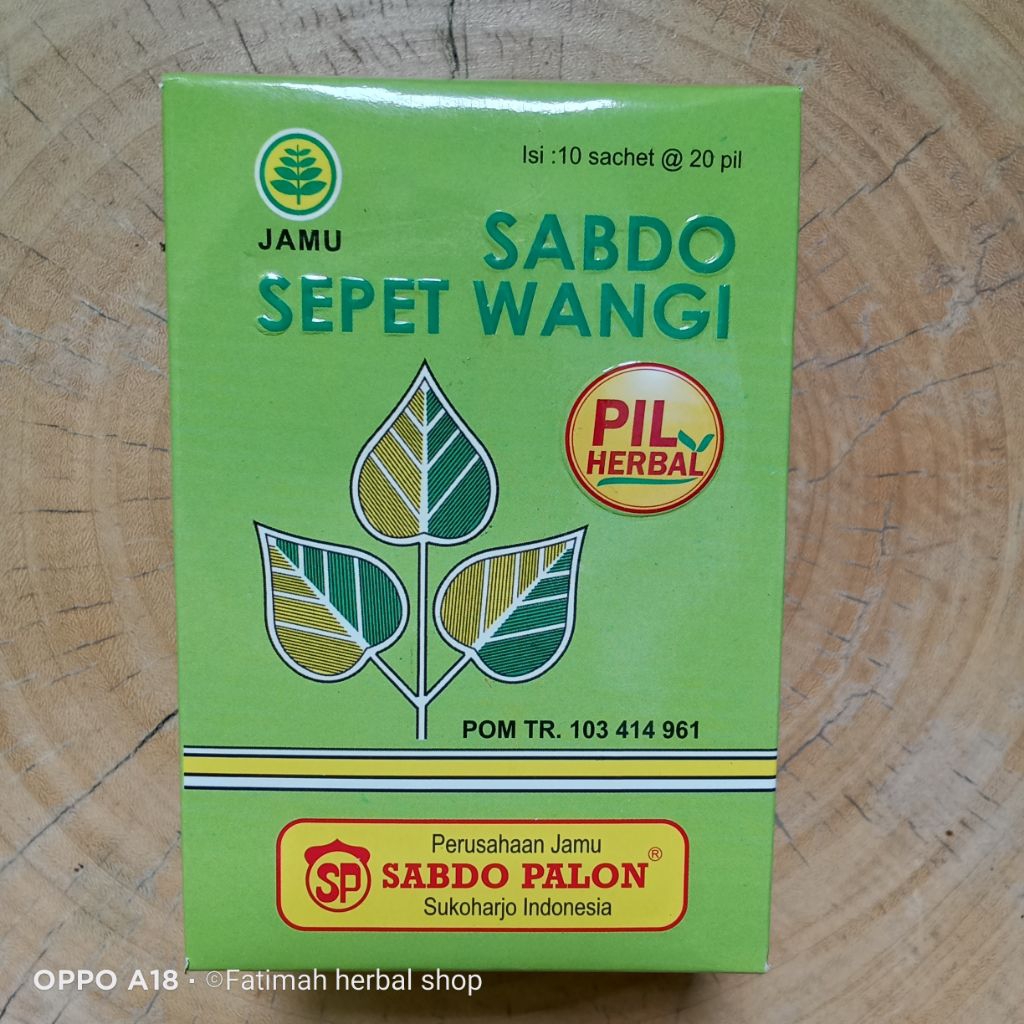 Isi :10 sachet @ 20 pil
JAMU
SABDO
SEPET WANGI
PIL
HERBAL
POM TR. 103 414 961
Perusahaan Jamu
SP SABDO PALON ®
Sukoharjo Indonesia
OPPO A18 · ©Fatimah herbal shop